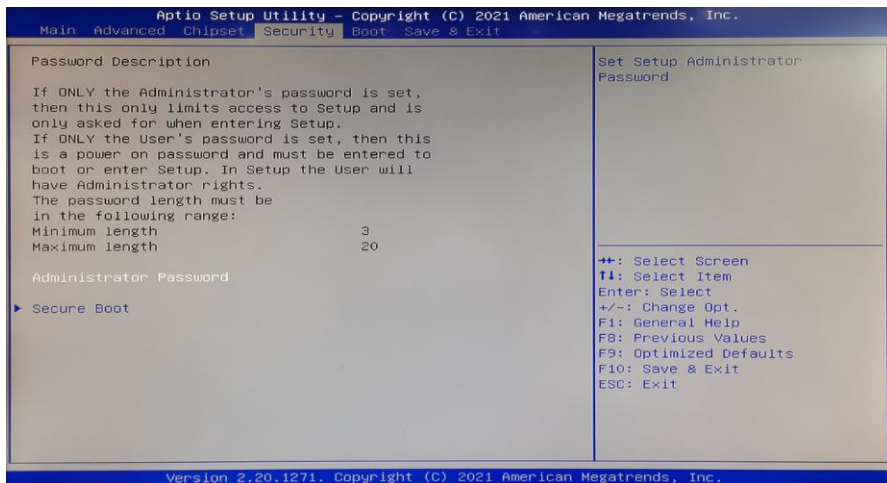 Aptio Setup Utility – Copyright (C) 2021 American Megatrends, Inc.
Main Advanced Chipset Security Boot Save & Exit
Password Description
If ONLY the Administrator's password is set,
then this only limits access to Setup and is
only asked for when entering Setup.
If ONLY the User's password is set, then this
is a power on password and must be entered to
boot or enter Setup. In Setup the User will
have Administrator rights.
The password length must be
in the following range:
Minimum length 3
Maximum length 20
Administrator Password
Secure Boot
Set Setup Administrator
Password
→←: Select Screen
↑↓: Select Item
Enter: Select
+/-: Change Opt.
F1: General Help
F8: Previous Values
F9: Optimized Defaults
F10: Save & Exit
ESC: Exit
Version 2.20.1271. Copyright (C) 2021 American Megatrends, Inc.